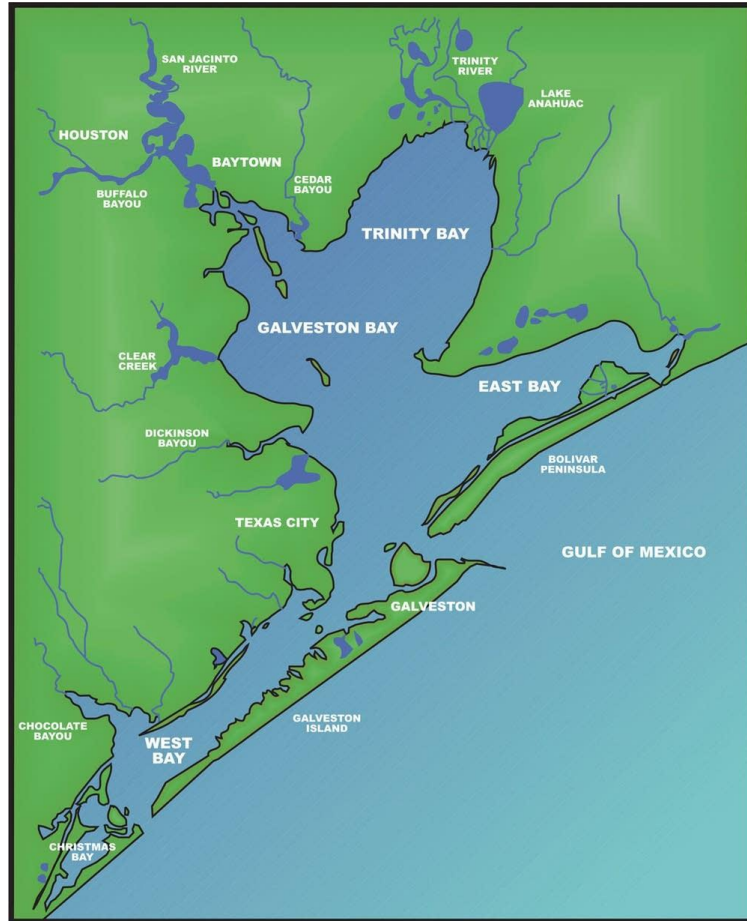 SAN JACINTO
RIVER
TRINITY
RIVER
LAKE
ANAHUAC
HOUSTON
BAYTOWN
BUFFALO
BAYOU
CEDAR
BAYOU
TRINITY BAY
GALVESTON BAY
CLEAR
CREEK
EAST BAY
DICKINSON
BAYOU
BOLIVAR
PENINSULA
TEXAS CITY
GULF OF MEXICO
GALVESTON
GALVESTON
ISLAND
CHOCOLATE
BAYOU
WEST
BAY
CHRISTMAS
BAY